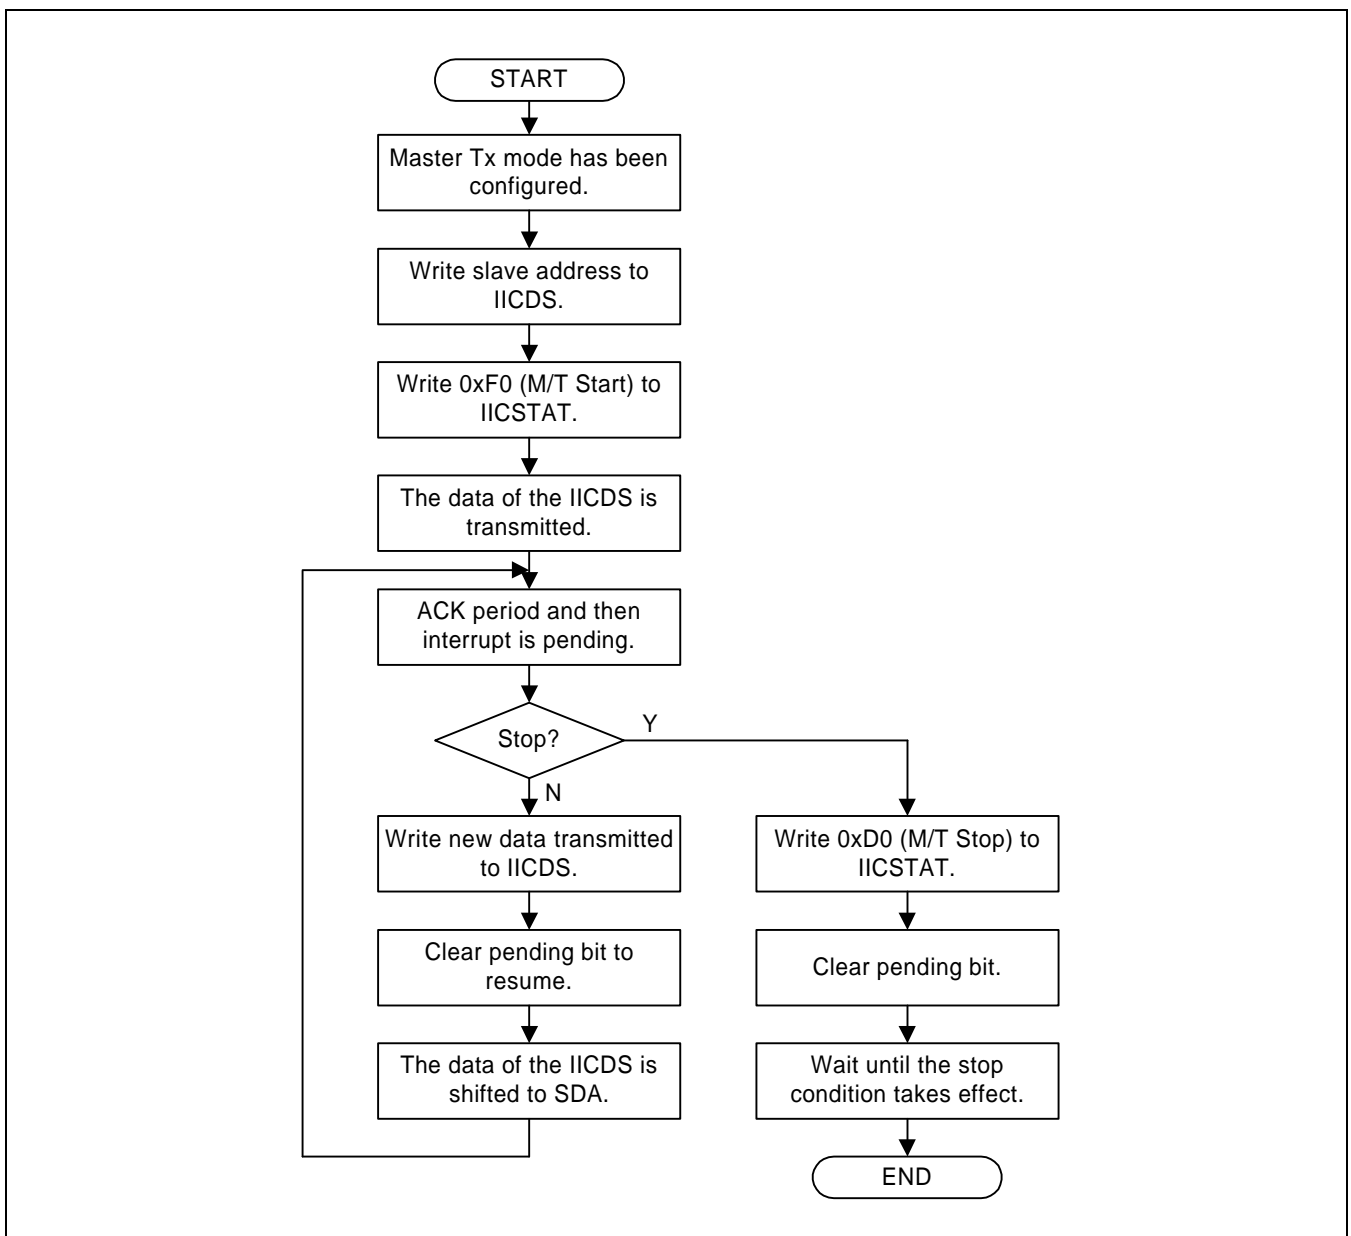 START
Master Tx mode has been
configured.
Write slave address to
IICDS.
Write 0xF0 (M/T Start) to
IICSTAT.
The data of the IICDS is
transmitted.
ACK period and then
interrupt is pending.
Stop?
Y
N
Write new data transmitted
to IICDS.
Clear pending bit to
resume.
The data of the IICDS is
shifted to SDA.
Write 0xD0 (M/T Stop) to
IICSTAT.
Clear pending bit.
Wait until the stop
condition takes effect.
END